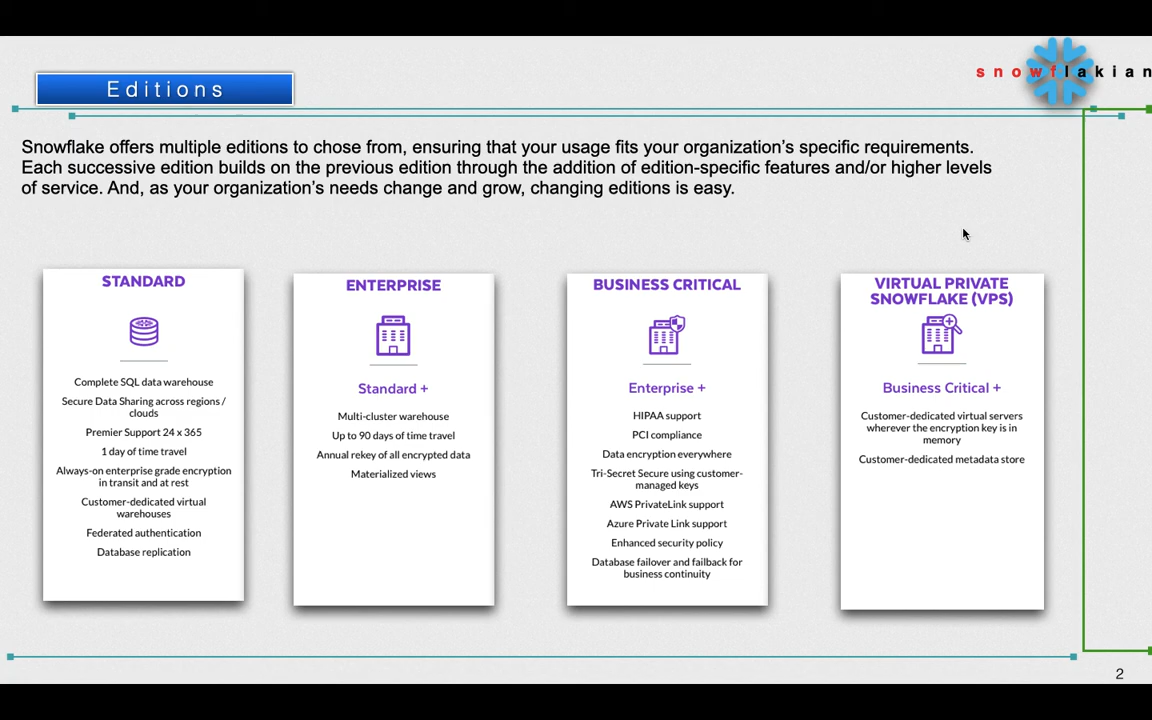 Editions
snowflakian
Snowflake offers multiple editions to chose from, ensuring that your usage fits your organization's specific requirements.
Each successive edition builds on the previous edition through the addition of edition-specific features and/or higher levels
of service. And, as your organization's needs change and grow, changing editions is easy.
STANDARD
Complete SQL data warehouse
Secure Data Sharing across regions /
clouds
Premier Support 24 x 365
1 day of time travel
Always-on enterprise grade encryption
in transit and at rest
Customer-dedicated virtual
warehouses
Federated authentication
Database replication
ENTERPRISE
Standard +
Multi-cluster warehouse
Up to 90 days of time travel
Annual rekey of all encrypted data
Materialized views
BUSINESS CRITICAL
Enterprise +
HIPAA support
PCI compliance
Data encryption everywhere
Tri-Secret Secure using customer-
managed keys
AWS PrivateLink support
Azure Private Link support
Enhanced security policy
Database failover and failback for
business continuity
VIRTUAL PRIVATE
SNOWFLAKE (VPS)
Business Critical +
Customer-dedicated virtual servers
wherever the encryption key is in
memory
Customer-dedicated metadata store
2